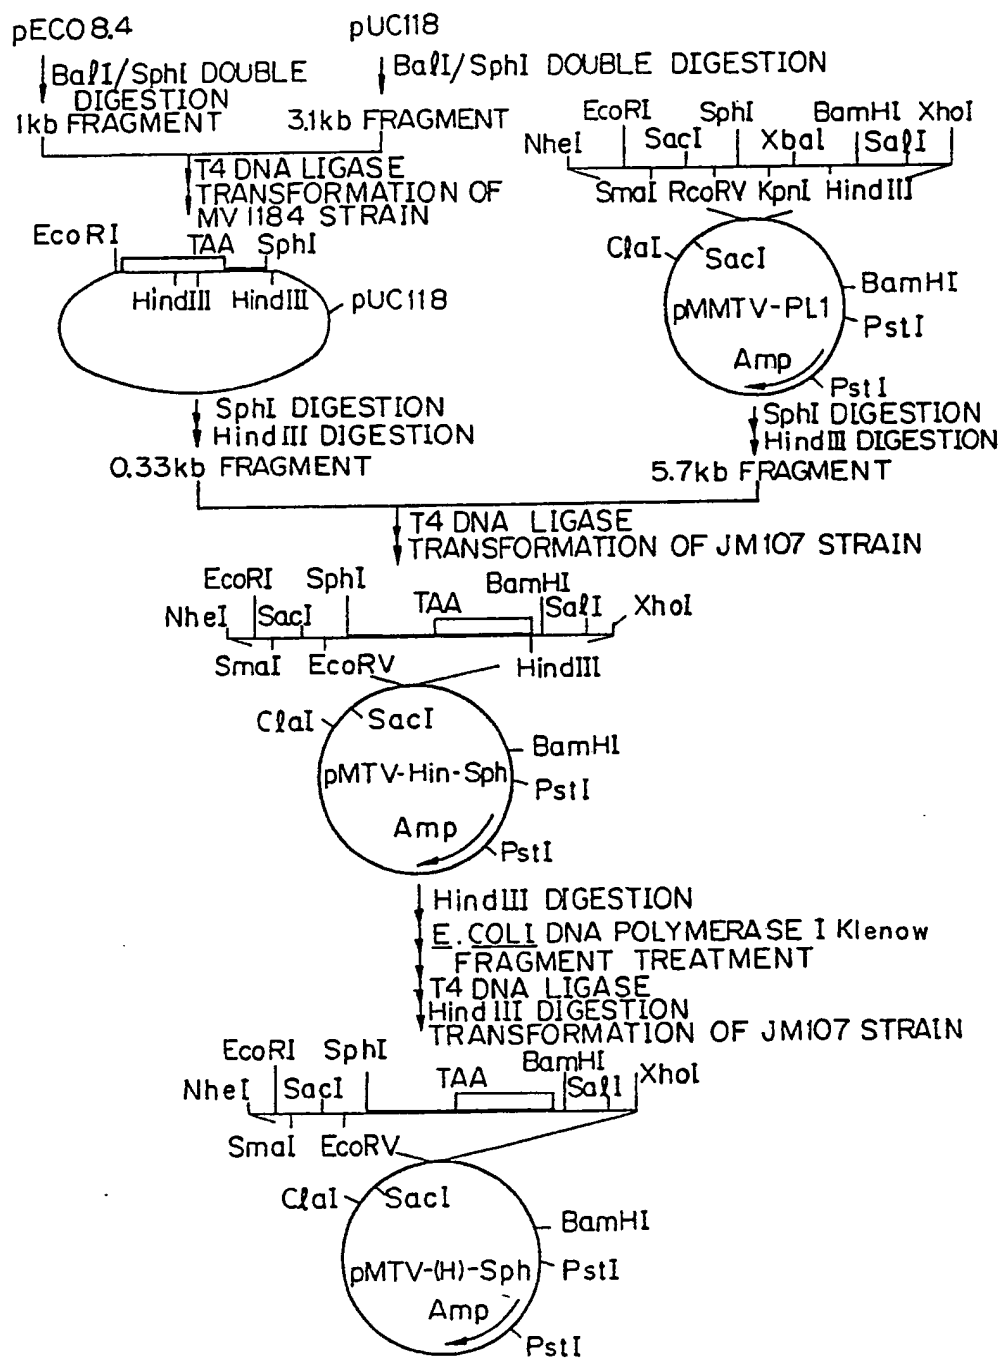 pECO8.4
BalI/SphI DOUBLE
DIGESTION
1kb FRAGMENT
pUC118
BalI/SphI DOUBLE DIGESTION
3.1kb FRAGMENT
T4 DNA LIGASE
TRANSFORMATION OF
MV1184 STRAIN
EcoRI
TAA
SphI
HindIII
HindIII
pUC118
SphI DIGESTION
HindIII DIGESTION
0.33kb FRAGMENT
EcoRI
SphI
BamHI
XhoI
NheI
SacI
XbaI
SalI
SmaI
RcoRV
KpnI
HindIII
ClaI
SacI
BamHI
pMMTV-PL1
PstI
Amp
PstI
SphI DIGESTION
HindIII DIGESTION
5.7kb FRAGMENT
T4 DNA LIGASE
TRANSFORMATION OF JM107 STRAIN
EcoRI
SphI
BamHI
NheI
SacI
TAA
SalI
XhoI
SmaI
EcoRV
HindIII
ClaI
SacI
BamHI
pMTV-Hin-Sph
PstI
Amp
PstI
HindIII DIGESTION
E.COLI DNA POLYMERASE I Klenow
FRAGMENT TREATMENT
T4 DNA LIGASE
HindIII DIGESTION
TRANSFORMATION OF JM107 STRAIN
EcoRI
SphI
BamHI
NheI
SacI
TAA
SalI
XhoI
SmaI
EcoRV
ClaI
SacI
BamHI
pMTV-(H)-Sph
PstI
Amp
PstI